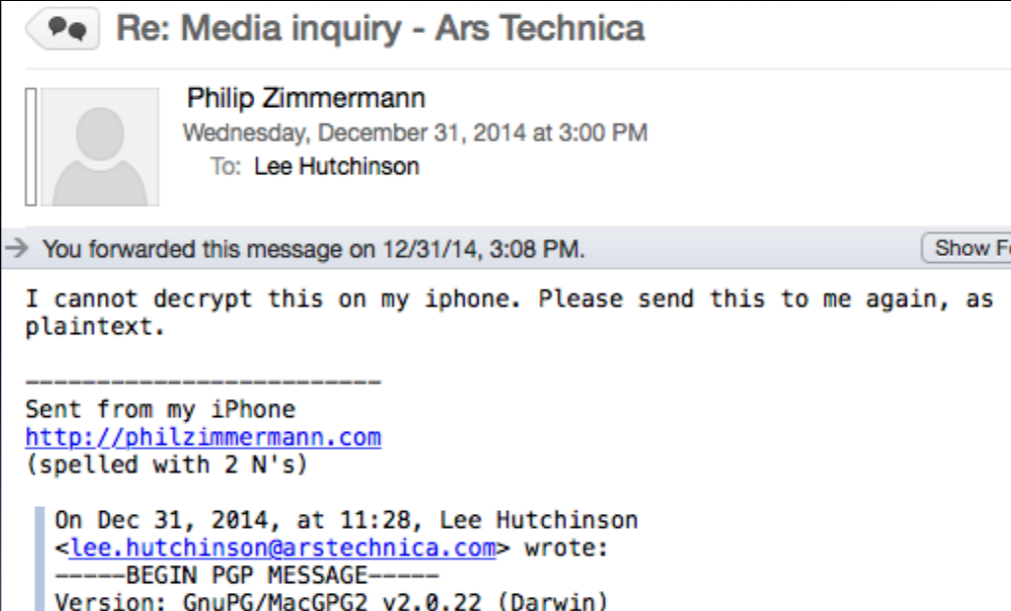 Re: Media inquiry - Ars Technica
Philip Zimmermann
Wednesday, December 31, 2014 at 3:00 PM
To: Lee Hutchinson
You forwarded this message on 12/31/14, 3:08 PM.
Show F
I cannot decrypt this on my iphone. Please send this to me again, as
plaintext.
-------------------------
Sent from my iPhone
http://philzimmermann.com
(spelled with 2 N's)
On Dec 31, 2014, at 11:28, Lee Hutchinson
<lee.hutchinson@arstechnica.com> wrote:
-----BEGIN PGP MESSAGE-----
Version: GnuPG/MacGPG2 v2.0.22 (Darwin)